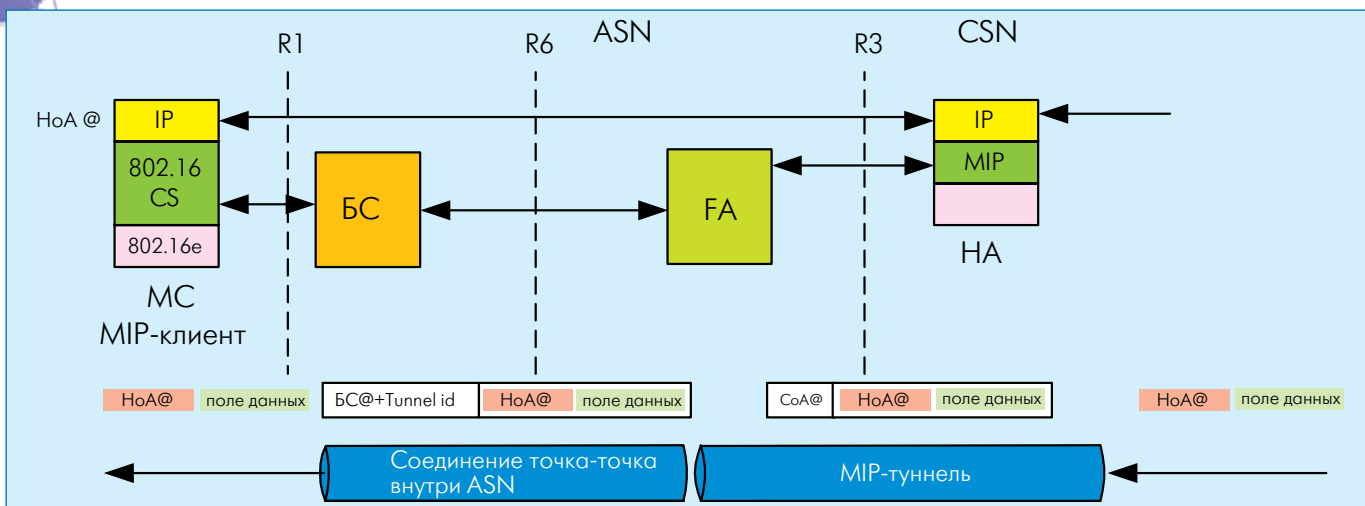 R1
R6
ASN
R3
CSN
HoA @
IP
802.16
CS
802.16e
МС
MIP-клиент
БС
FA
IP
MIP
HA
HoA@ поле данных
БС@+Tunnel id HoA@ поле данных
CoA@ HoA@ поле данных
HoA@ поле данных
Соединение точка-точка
внутри ASN
MIP-туннель